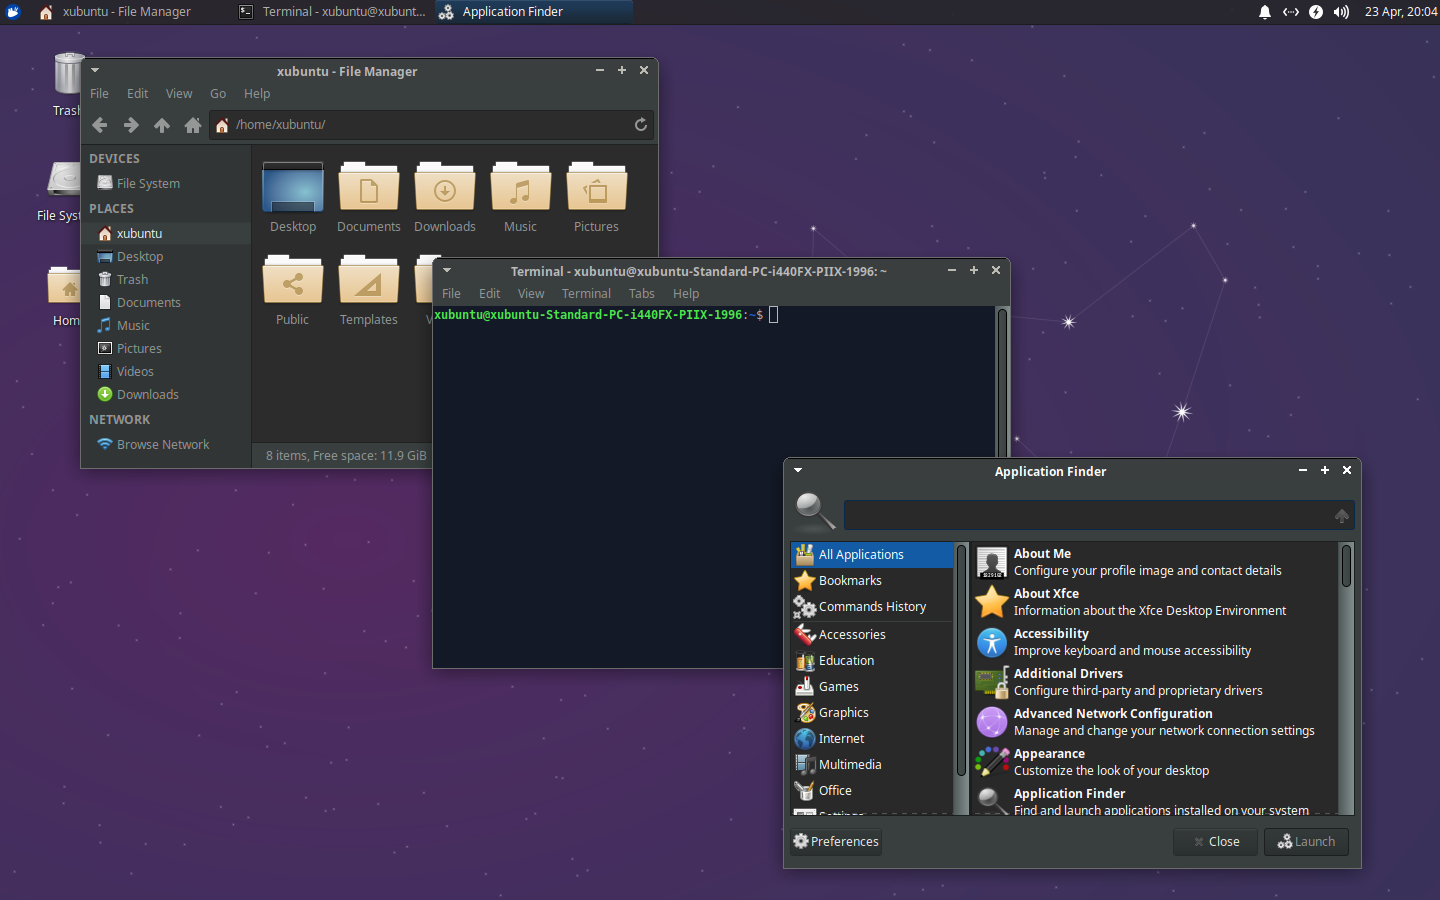 xubuntu - File Manager
Terminal - xubuntu@xubunt...
Application Finder
23 Apr, 20:04
Trash
File Syst
Hom
xubuntu - File Manager
File Edit View Go Help
/home/xubuntu/
DEVICES
File System
PLACES
xubuntu
Desktop
Trash
Documents
Music
Pictures
Videos
Downloads
NETWORK
Browse Network
Desktop
Documents
Downloads
Music
Pictures
Public
Templates
V
8 items, Free space: 11.9 GiB
Terminal - xubuntu@xubuntu-Standard-PC-i440FX-PIIX-1996: ~
File Edit View Terminal Tabs Help
xubuntu@xubuntu-Standard-PC-i440FX-PIIX-1996:~$
Application Finder
All Applications
Bookmarks
Commands History
Accessories
Education
Games
Graphics
Internet
Multimedia
Office
Settings
About Me
Configure your profile image and contact details
About Xfce
Information about the Xfce Desktop Environment
Accessibility
Improve keyboard and mouse accessibility
Additional Drivers
Configure third-party and proprietary drivers
Advanced Network Configuration
Manage and change your network connection settings
Appearance
Customize the look of your desktop
Application Finder
Find and launch applications installed on your system
Preferences
Close
Launch